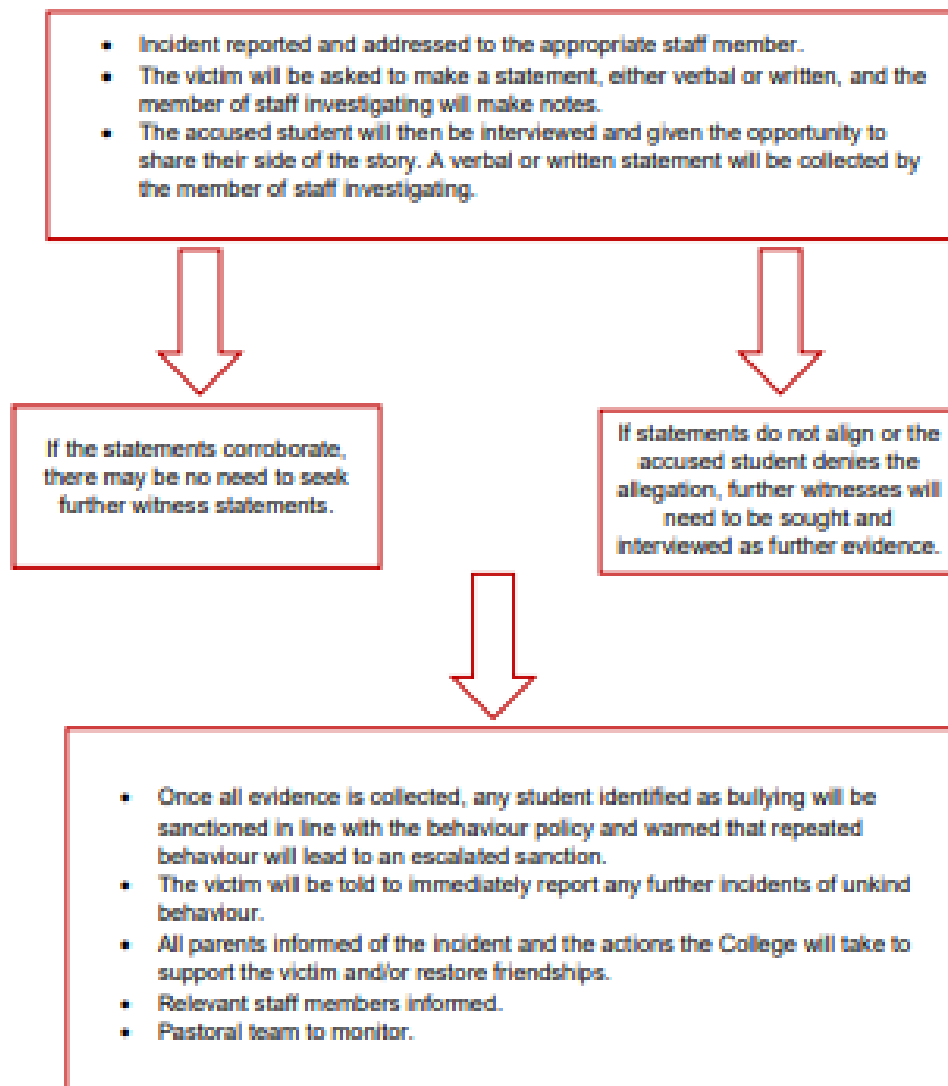 • Incident reported and addressed to the appropriate staff member.
• The victim will be asked to make a statement, either verbal or written, and the
member of staff investigating will make notes.
• The accused student will then be interviewed and given the opportunity to
share their side of the story. A verbal or written statement will be collected by
the member of staff investigating.
If the statements corroborate,
there may be no need to seek
further witness statements.
If statements do not align or the
accused student denies the
allegation, further witnesses will
need to be sought and
interviewed as further evidence.
• Once all evidence is collected, any student identified as bullying will be
sanctioned in line with the behaviour policy and warned that repeated
behaviour will lead to an escalated sanction.
• The victim will be told to immediately report any further incidents of unkind
behaviour.
• All parents informed of the incident and the actions the College will take to
support the victim and/or restore friendships.
• Relevant staff members informed.
• Pastoral team to monitor.